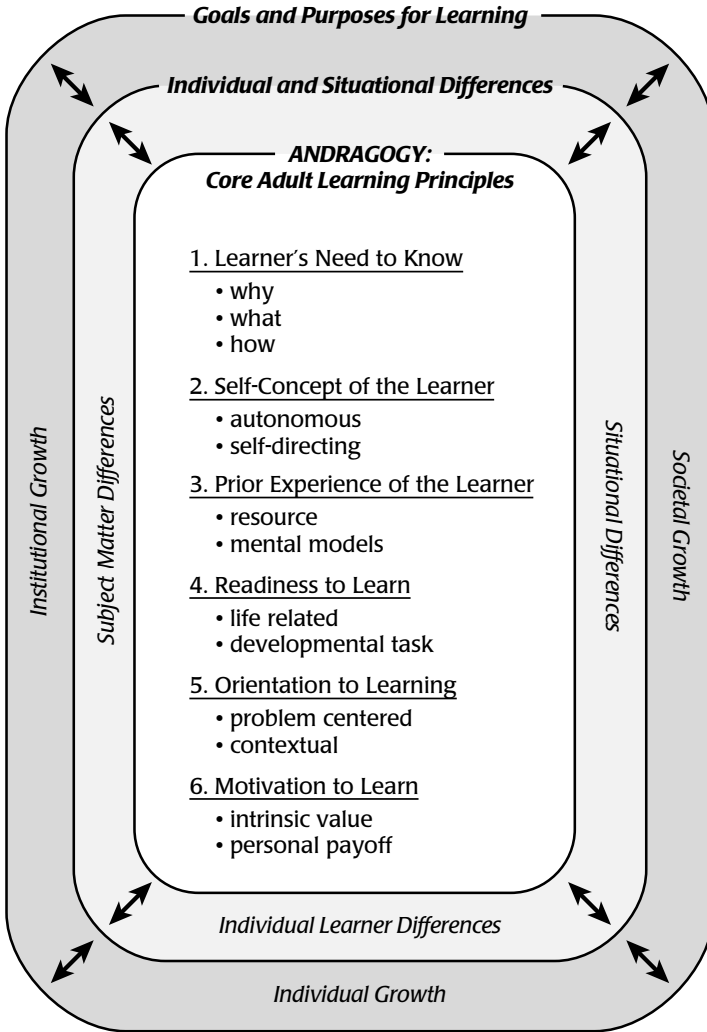 Goals and Purposes for Learning
Individual and Situational Differences
ANDRAGOGY:
Core Adult Learning Principles
1. Learner's Need to Know
• why
• what
• how
2. Self-Concept of the Learner
• autonomous
• self-directing
3. Prior Experience of the Learner
• resource
• mental models
4. Readiness to Learn
• life related
• developmental task
5. Orientation to Learning
• problem centered
• contextual
6. Motivation to Learn
• intrinsic value
• personal payoff
Institutional Growth
Subject Matter Differences
Situational Differences
Societal Growth
Individual Learner Differences
Individual Growth